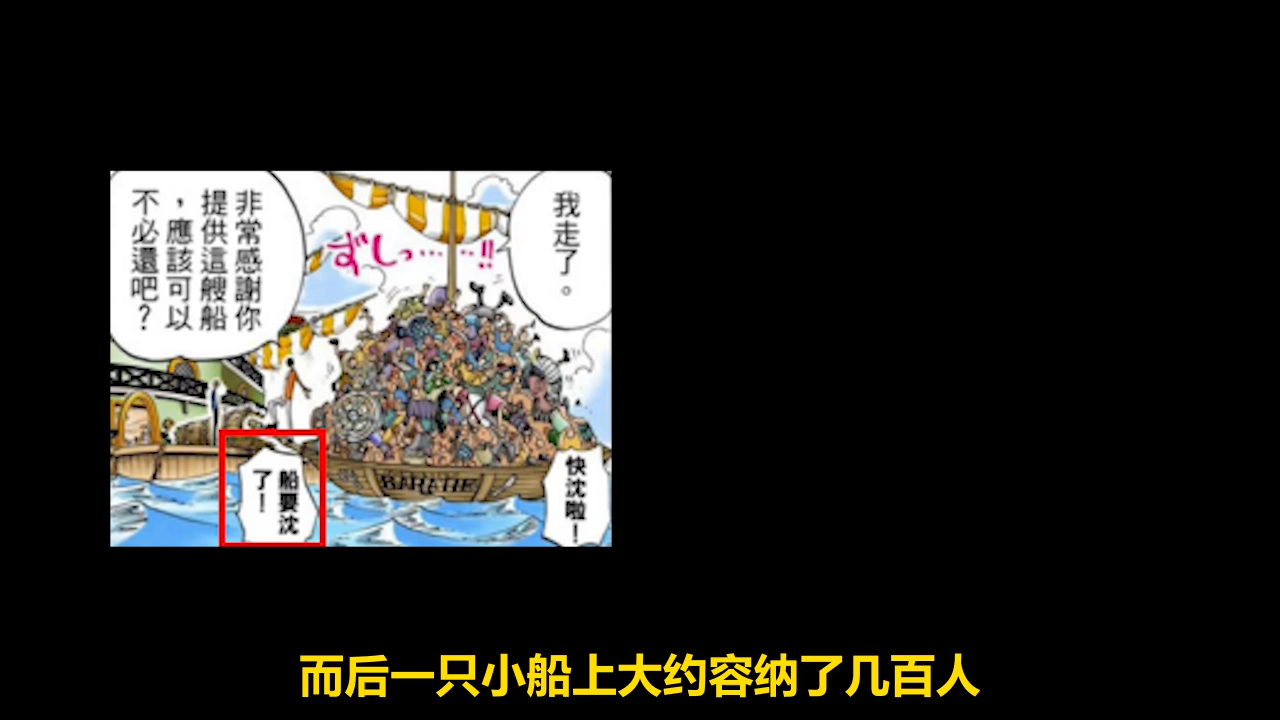 我走了。
ずしっ……!!
非常感謝你
提供這艘船
，應該可以
不必還吧？
快沈啦！
船要沈
了！
BARATIE
而后一只小船上大约容纳了几百人